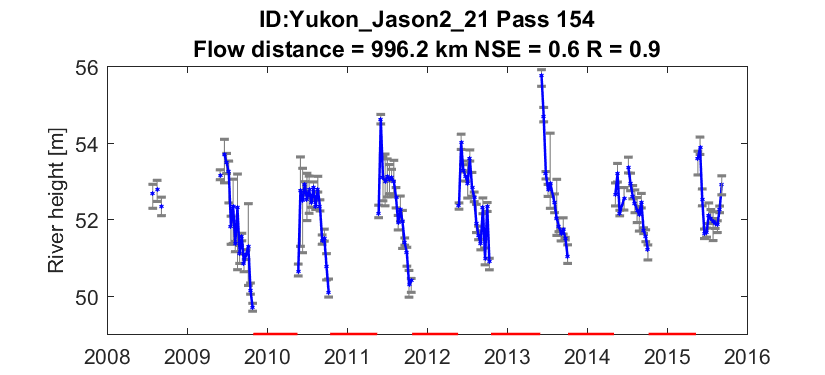 ID:Yukon_Jason2_21 Pass 154
Flow distance = 996.2 km NSE = 0.6 R = 0.9
River height [m]
56
54
52
50
2008 2009 2010 2011 2012 2013 2014 2015 2016